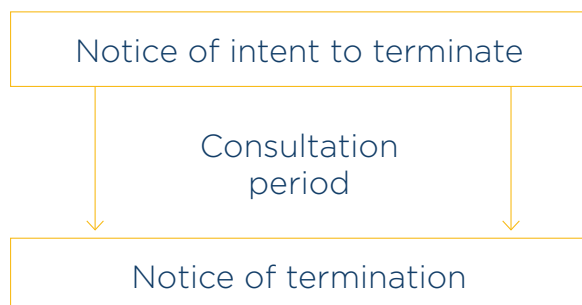 Notice of intent to terminate
Consultation
period
Notice of termination